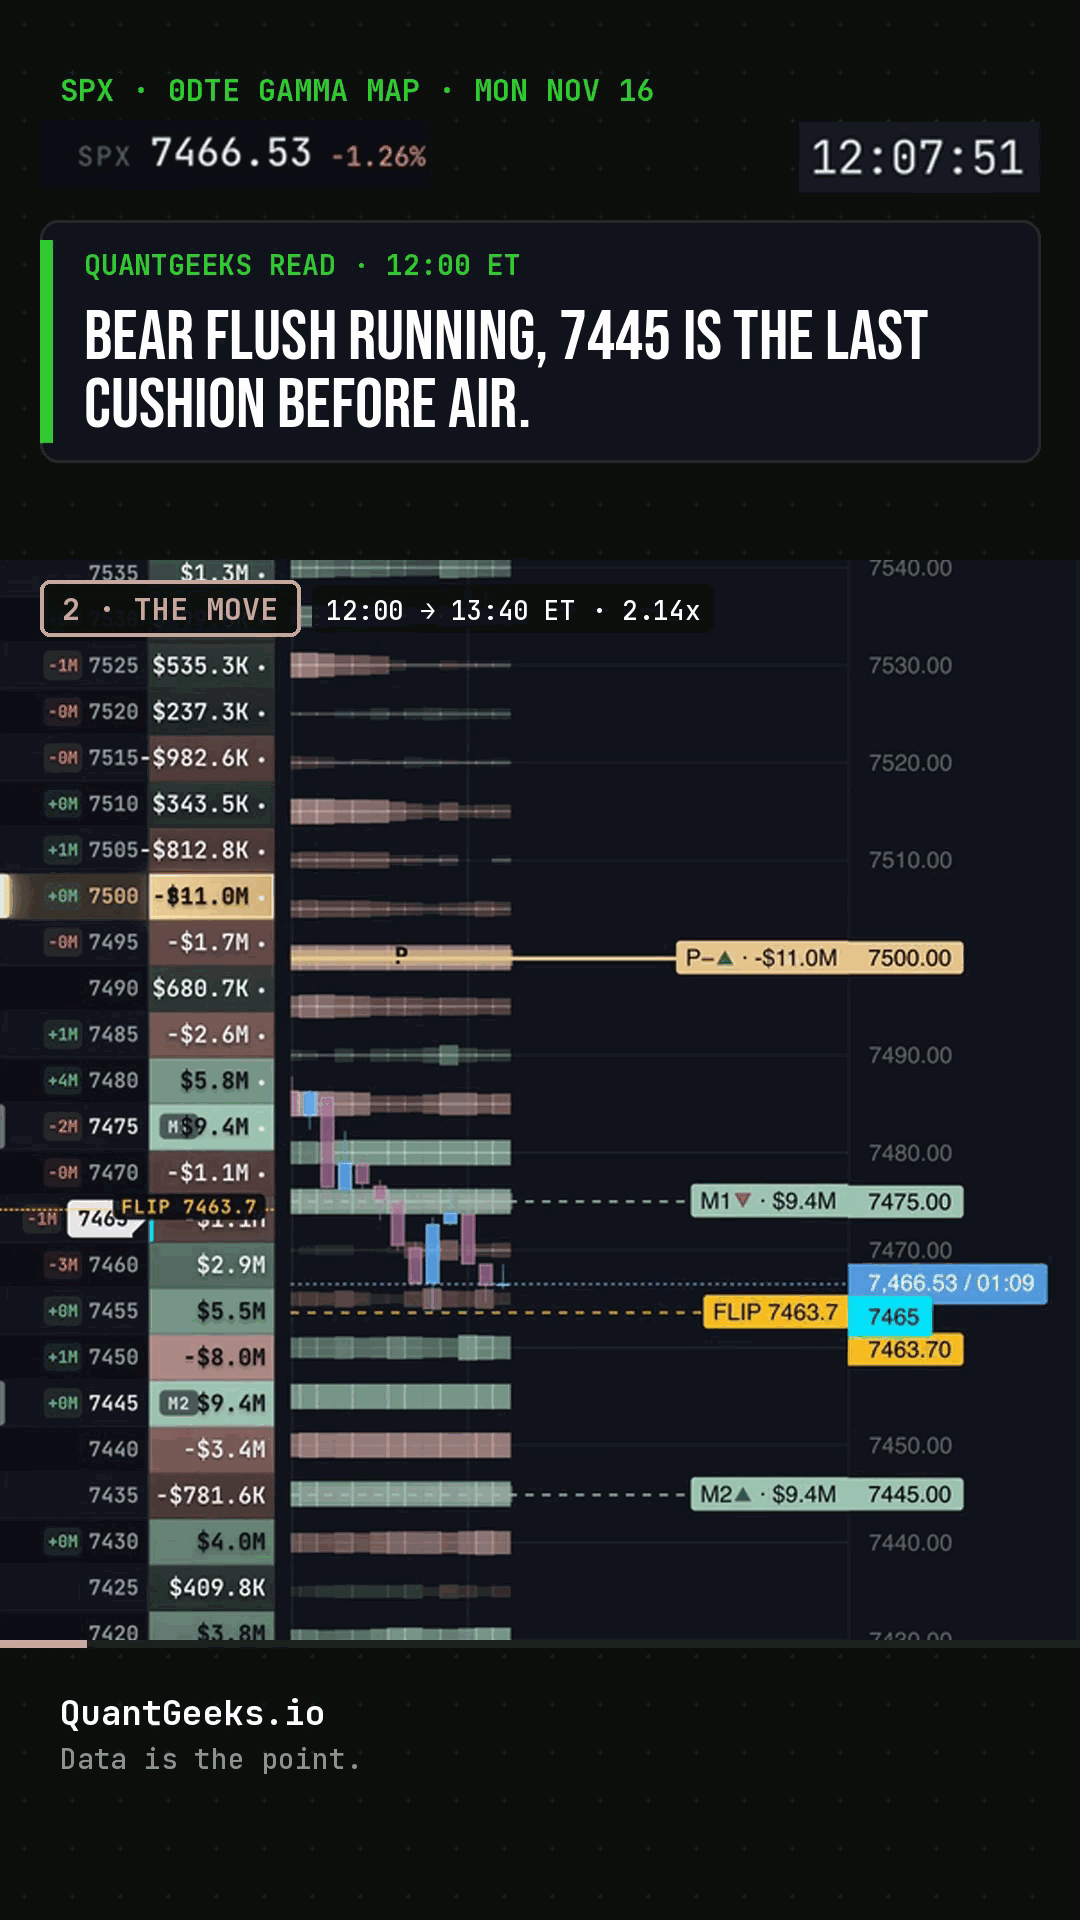 SPX · 0DTE GAMMA MAP · MON NOV 16
SPX 7466.53 -1.26%
12:07:51
QUANTGEEKS READ · 12:00 ET
BEAR FLUSH RUNNING, 7445 IS THE LAST
CUSHION BEFORE AIR.
7535 $1.3M
7540.00
2 · THE MOVE
12:00 → 13:40 ET · 2.14x
-1M 7525 $535.3K
7530.00
-0M 7520 $237.3K
-0M 7515 -$982.6K
7520.00
+0M 7510 $343.5K
+1M 7505 -$812.8K
7510.00
+0M 7500 -$11.0M
-0M 7495 -$1.7M
P
P-▲ · -$11.0M 7500.00
7490 $680.7K
+1M 7485 -$2.6M
7490.00
+4M 7480 $5.8M
-2M 7475 $9.4M
7480.00
-0M 7470 -$1.1M
M1▼ · $9.4M 7475.00
FLIP 7463.7
-1M 7465
7470.00
-3M 7460 $2.9M
7,466.53 / 01:09
+0M 7455 $5.5M
FLIP 7463.7 7465
+1M 7450 -$8.0M
7463.70
+0M 7445 M2 $9.4M
7440 -$3.4M
7450.00
7435 -$781.6K
M2▲ · $9.4M 7445.00
+0M 7430 $4.0M
7440.00
7425 $409.8K
7420 $3.8M
7430.00
QuantGeeks.io
Data is the point.